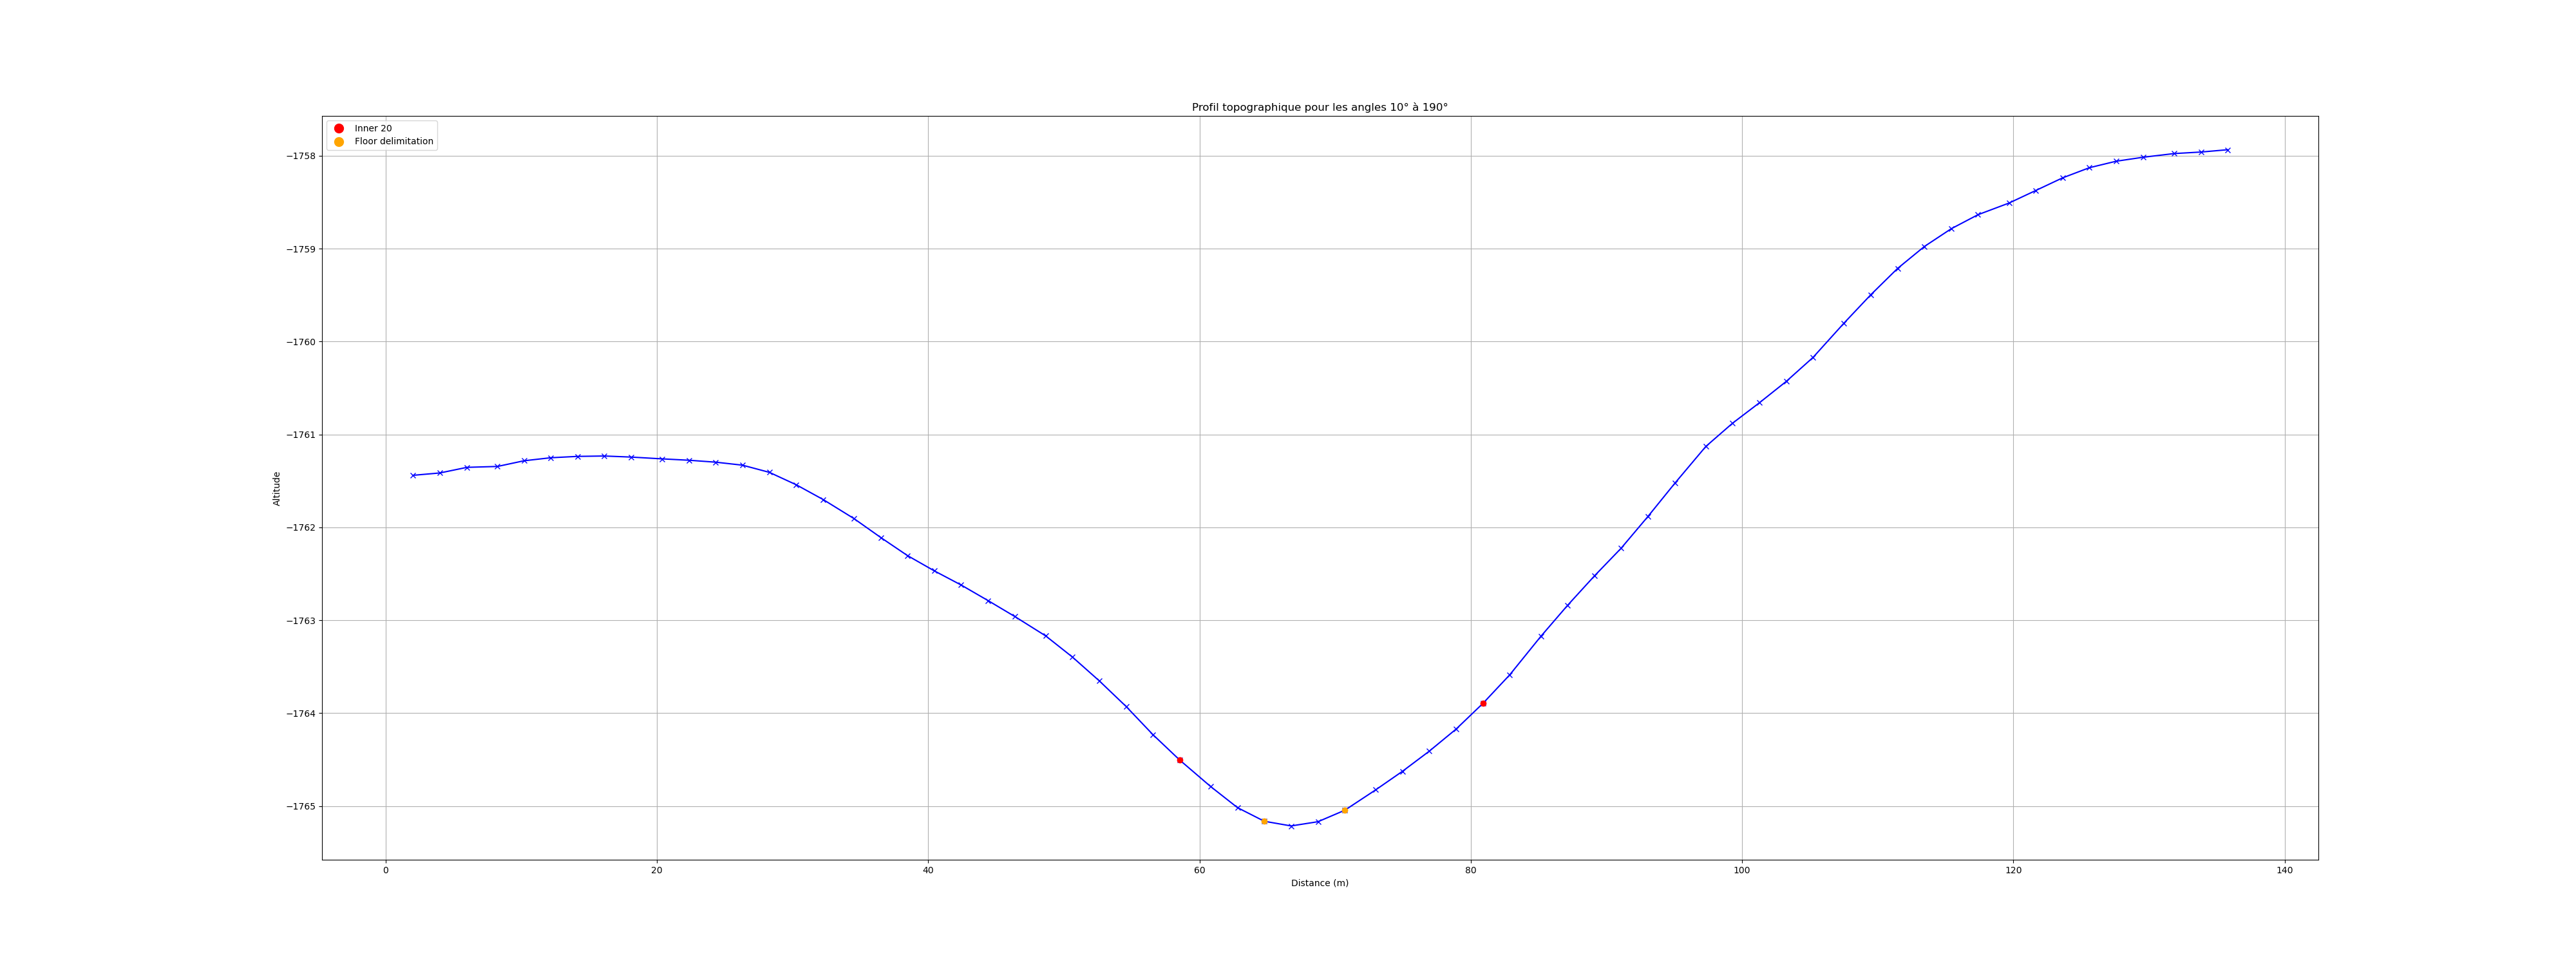 Profil topographique pour les angles 10° à 190°
Inner 20
Floor delimitation
−1758
−1759
−1760
−1761
−1762
−1763
−1764
−1765
Altitude
0 20 40 60 80 100 120 140
Distance (m)